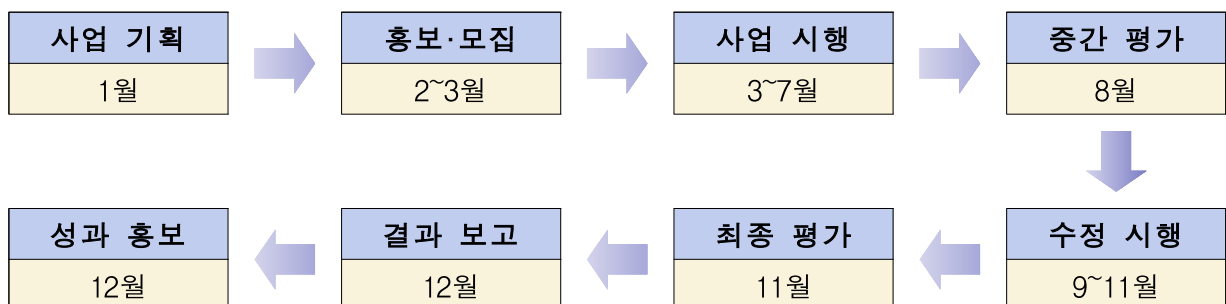 사업 기획
1월
홍보·모집
2~3월
사업 시행
3~7월
중간 평가
8월
수정 시행
9~11월
최종 평가
11월
결과 보고
12월
성과 홍보
12월